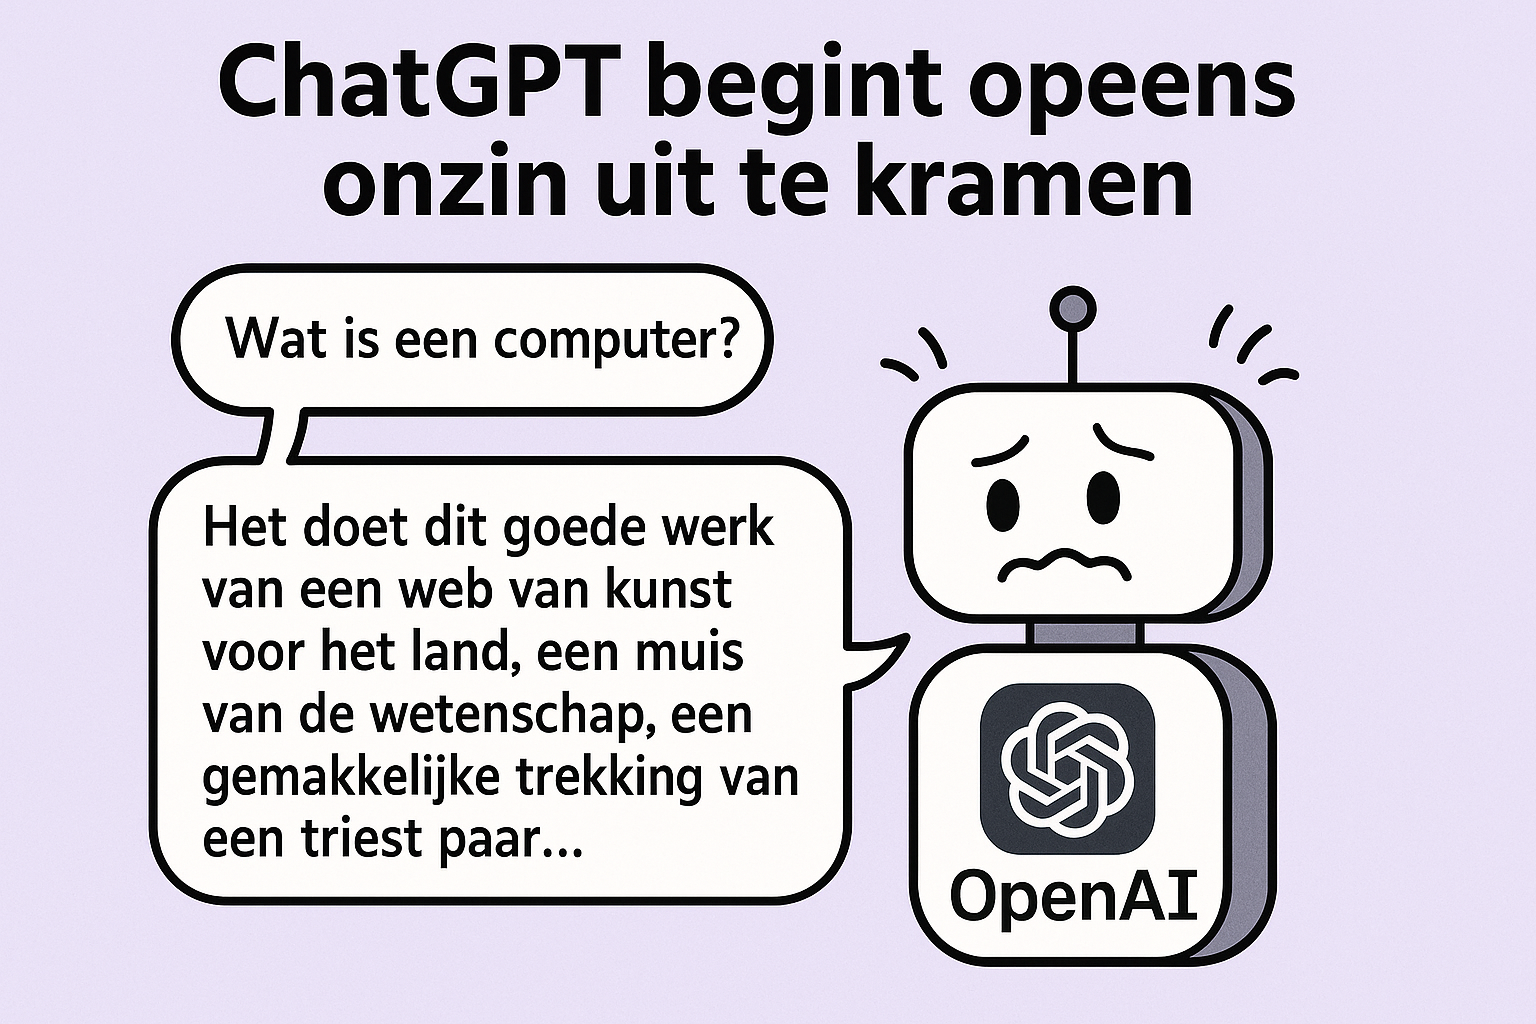 ChatGPT begint opeens
onzin uit te kramen
Wat is een computer?
Het doet dit goede werk
van een web van kunst
voor het land, een muis
van de wetenschap, een
gemakkelijke trekking van
een triest paar...
OpenAI